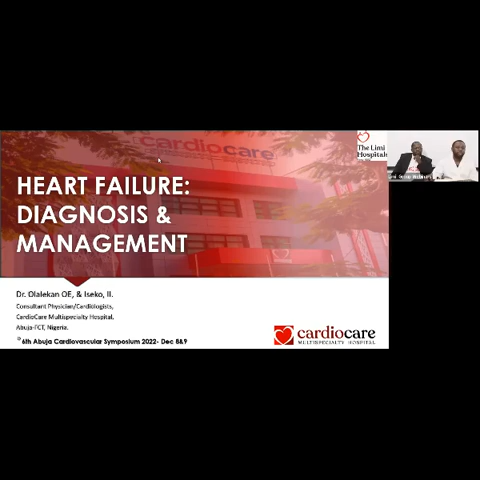 cardiocare
The Limi
Hospitals
HEART FAILURE:
DIAGNOSIS &
MANAGEMENT
Dr. Olalekan OE, & Iseko, II.
Consultant Physician/Cardiologists,
CardioCare Multispecialty Hospital,
Abuja-FCT, Nigeria.
6th Abuja Cardiovascular Symposium 2022- Dec 8&9
cardiocare
MULTISPECIALTY HOSPITAL